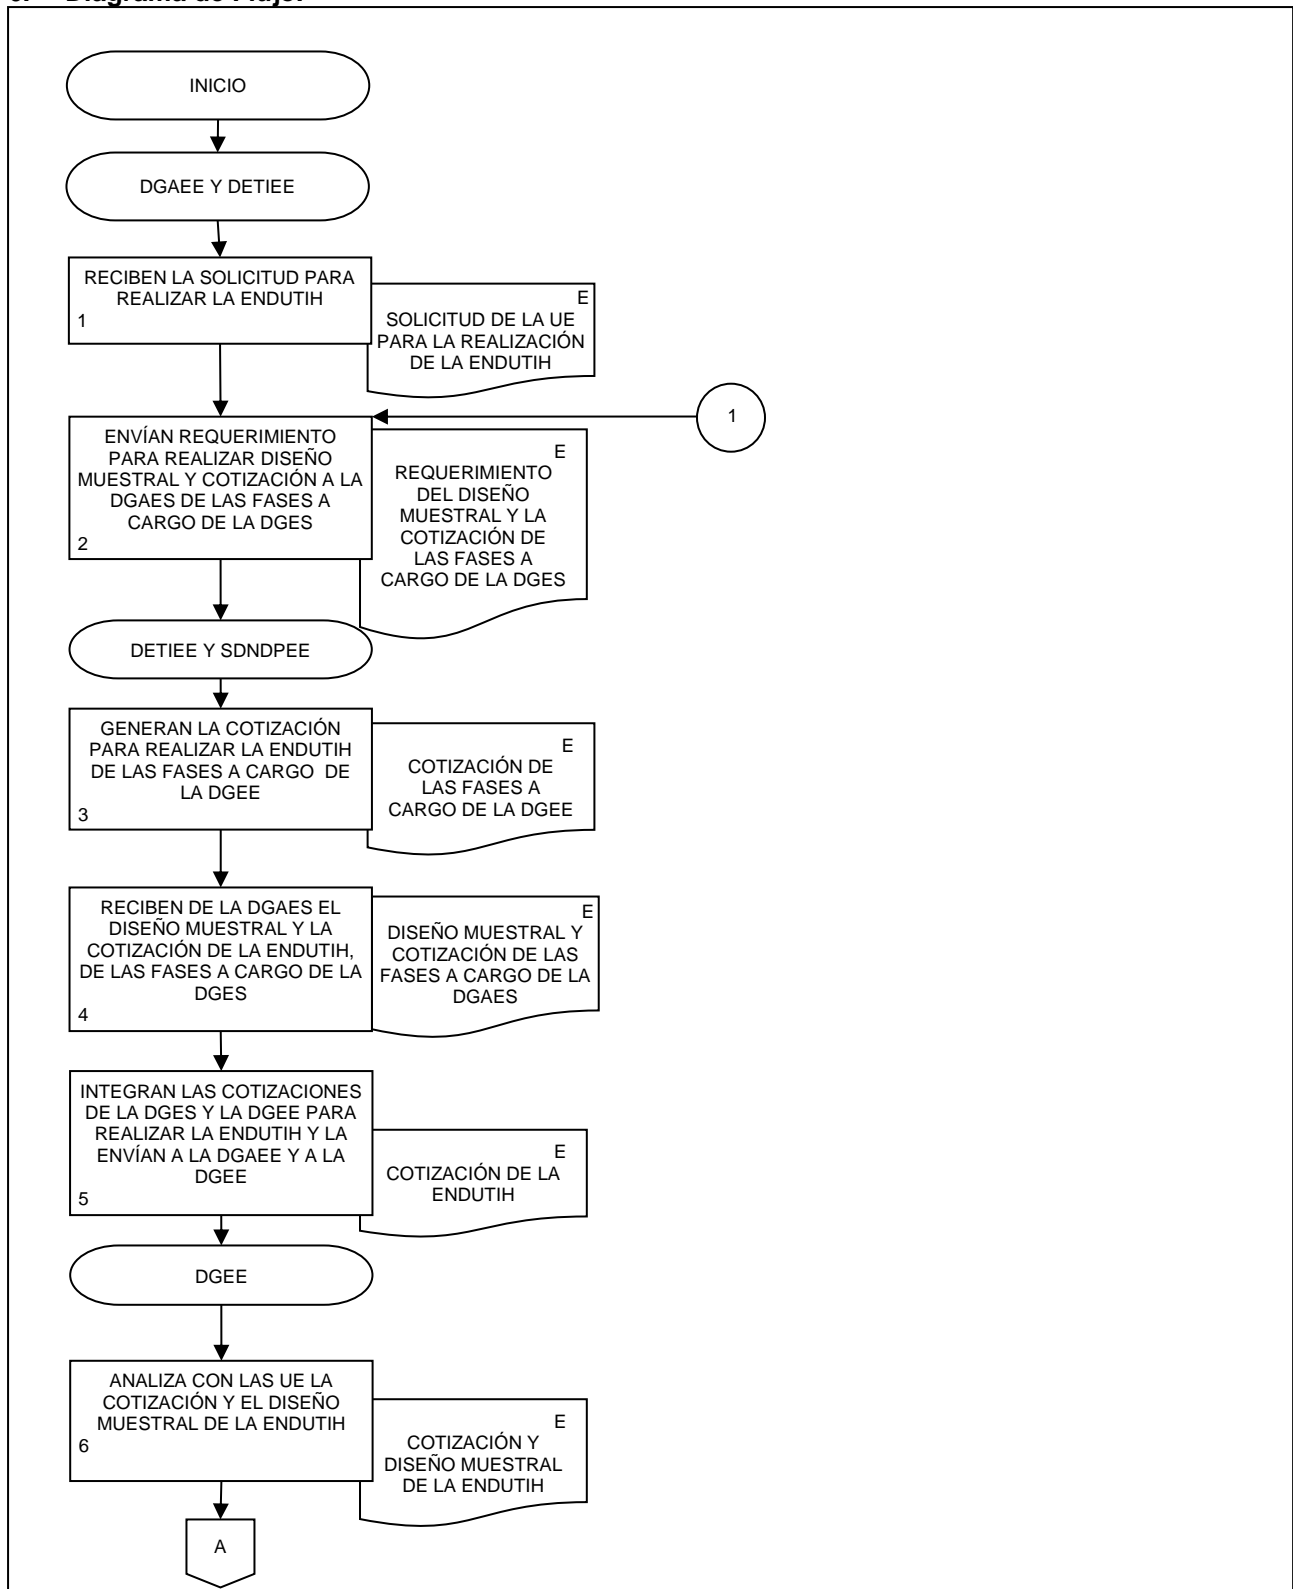 INICIO
DGAEE Y DETIEE
RECIBEN LA SOLICITUD PARA
REALIZAR LA ENDUTIH
1
E
SOLICITUD DE LA UE
PARA LA REALIZACIÓN
DE LA ENDUTIH
1
ENVÍAN REQUERIMIENTO
PARA REALIZAR DISEÑO
MUESTRAL Y COTIZACIÓN A LA
DGAES DE LAS FASES A
CARGO DE LA DGES
2
E
REQUERIMIENTO
DEL DISEÑO
MUESTRAL Y LA
COTIZACIÓN DE
LAS FASES A
CARGO DE LA DGES
DETIEE Y SDNDPEE
GENERAN LA COTIZACIÓN
PARA REALIZAR LA ENDUTIH
DE LAS FASES A CARGO DE
LA DGEE
3
E
COTIZACIÓN DE
LAS FASES A
CARGO DE LA DGEE
RECIBEN DE LA DGAES EL
DISEÑO MUESTRAL Y LA
COTIZACIÓN DE LA ENDUTIH,
DE LAS FASES A CARGO DE LA
DGES
4
E
DISEÑO MUESTRAL Y
COTIZACIÓN DE LAS
FASES A CARGO DE LA
DGAES
INTEGRAN LAS COTIZACIONES
DE LA DGES Y LA DGEE PARA
REALIZAR LA ENDUTIH Y LA
ENVÍAN A LA DGAEE Y A LA
DGEE
5
E
COTIZACIÓN DE LA
ENDUTIH
DGEE
ANALIZA CON LAS UE LA
COTIZACIÓN Y EL DISEÑO
MUESTRAL DE LA ENDUTIH
6
E
COTIZACIÓN Y
DISEÑO MUESTRAL
DE LA ENDUTIH
A